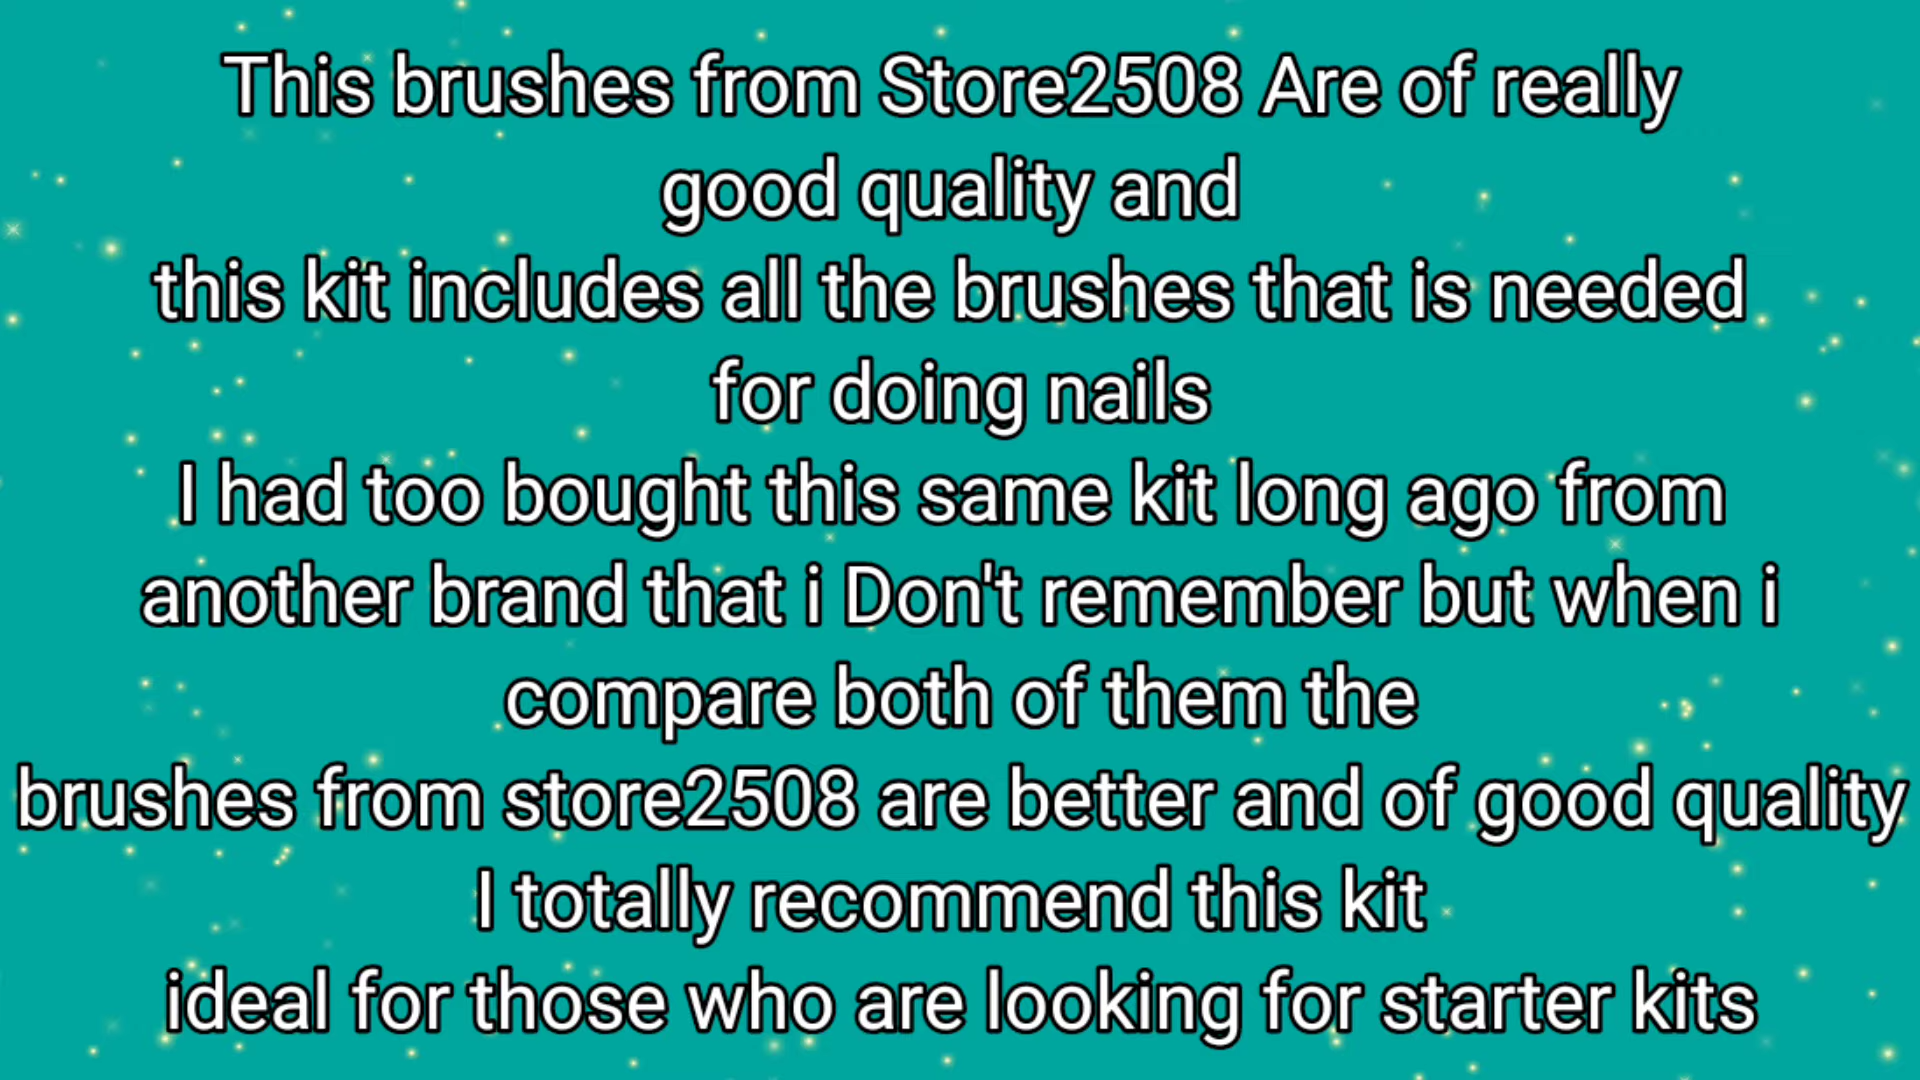 This brushes from Store2508 Are of really
good quality and
this kit includes all the brushes that is needed
for doing nails
I had too bought this same kit long ago from
another brand that i Don't remember but when i
compare both of them the
brushes from store2508 are better and of good quality
I totally recommend this kit
ideal for those who are looking for starter kits